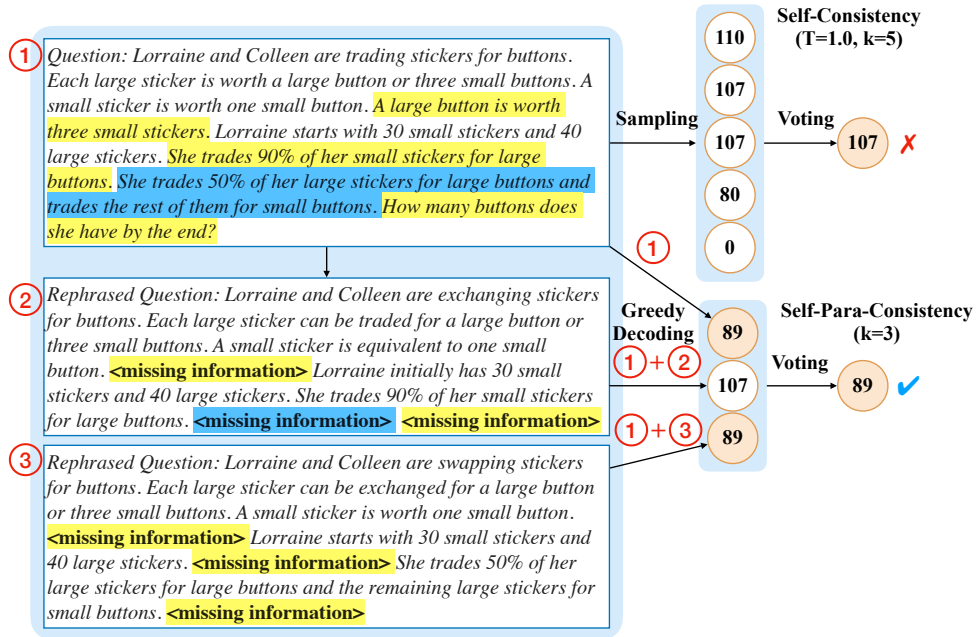 1
Question: Lorraine and Colleen are trading stickers for buttons.
Each large sticker is worth a large button or three small buttons. A
small sticker is worth one small button. A large button is worth
three small stickers. Lorraine starts with 30 small stickers and 40
large stickers. She trades 90% of her small stickers for large
buttons. She trades 50% of her large stickers for large buttons and
trades the rest of them for small buttons. How many buttons does
she have by the end?
Sampling
110
107
107
80
0
Self-Consistency
(T=1.0, k=5)
Voting
107
✗
1
2
Rephrased Question: Lorraine and Colleen are exchanging stickers
for buttons. Each large sticker can be traded for a large button or
three small buttons. A small sticker is equivalent to one small
button. <missing information> Lorraine initially has 30 small
stickers and 40 large stickers. She trades 90% of her small stickers
for large buttons. <missing information> <missing information>
3
Rephrased Question: Lorraine and Colleen are swapping stickers
for buttons. Each large sticker can be exchanged for a large button
or three small buttons. A small sticker is worth one small button.
<missing information> Lorraine starts with 30 small stickers and
40 large stickers. <missing information> She trades 50% of her
large stickers for large buttons and the remaining large stickers for
small buttons. <missing information>
Greedy
Decoding
1 + 2
1 + 3
89
107
89
Self-Para-Consistency
(k=3)
Voting
89
✔